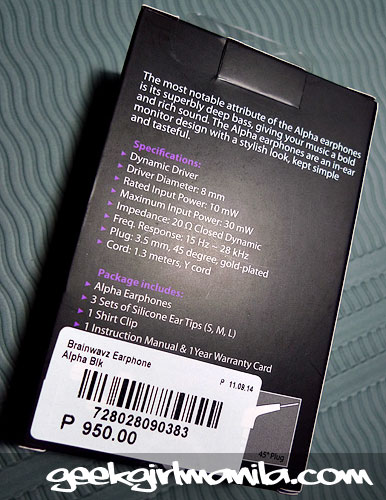 The most notable attribute of the Alpha earphones
is its superbly deep bass, giving your music a bold
and rich sound. The Alpha earphones are an in-ear
monitor design with a stylish look, kept simple
and tasteful.
Specifications:
Dynamic Driver
Driver Diameter: 8 mm
Rated Input Power: 10 mW
Maximum Input Power: 30 mW
Impedance: 20 Ω Closed Dynamic
Freq. Response: 15 Hz ~ 28 kHz
Plug: 3.5 mm, 45 degree, gold-plated
Cord: 1.3 meters, Y cord
Package includes:
Alpha Earphones
3 Sets of Silicone Ear Tips (S, M, L)
1 Shirt Clip
1 Instruction Manual & 1Year Warranty Card
Brainwavz Earphone
Alpha Blk
P 11.08.14
728028090383
P 950.00
45° Plug
geekgirlmanila.com